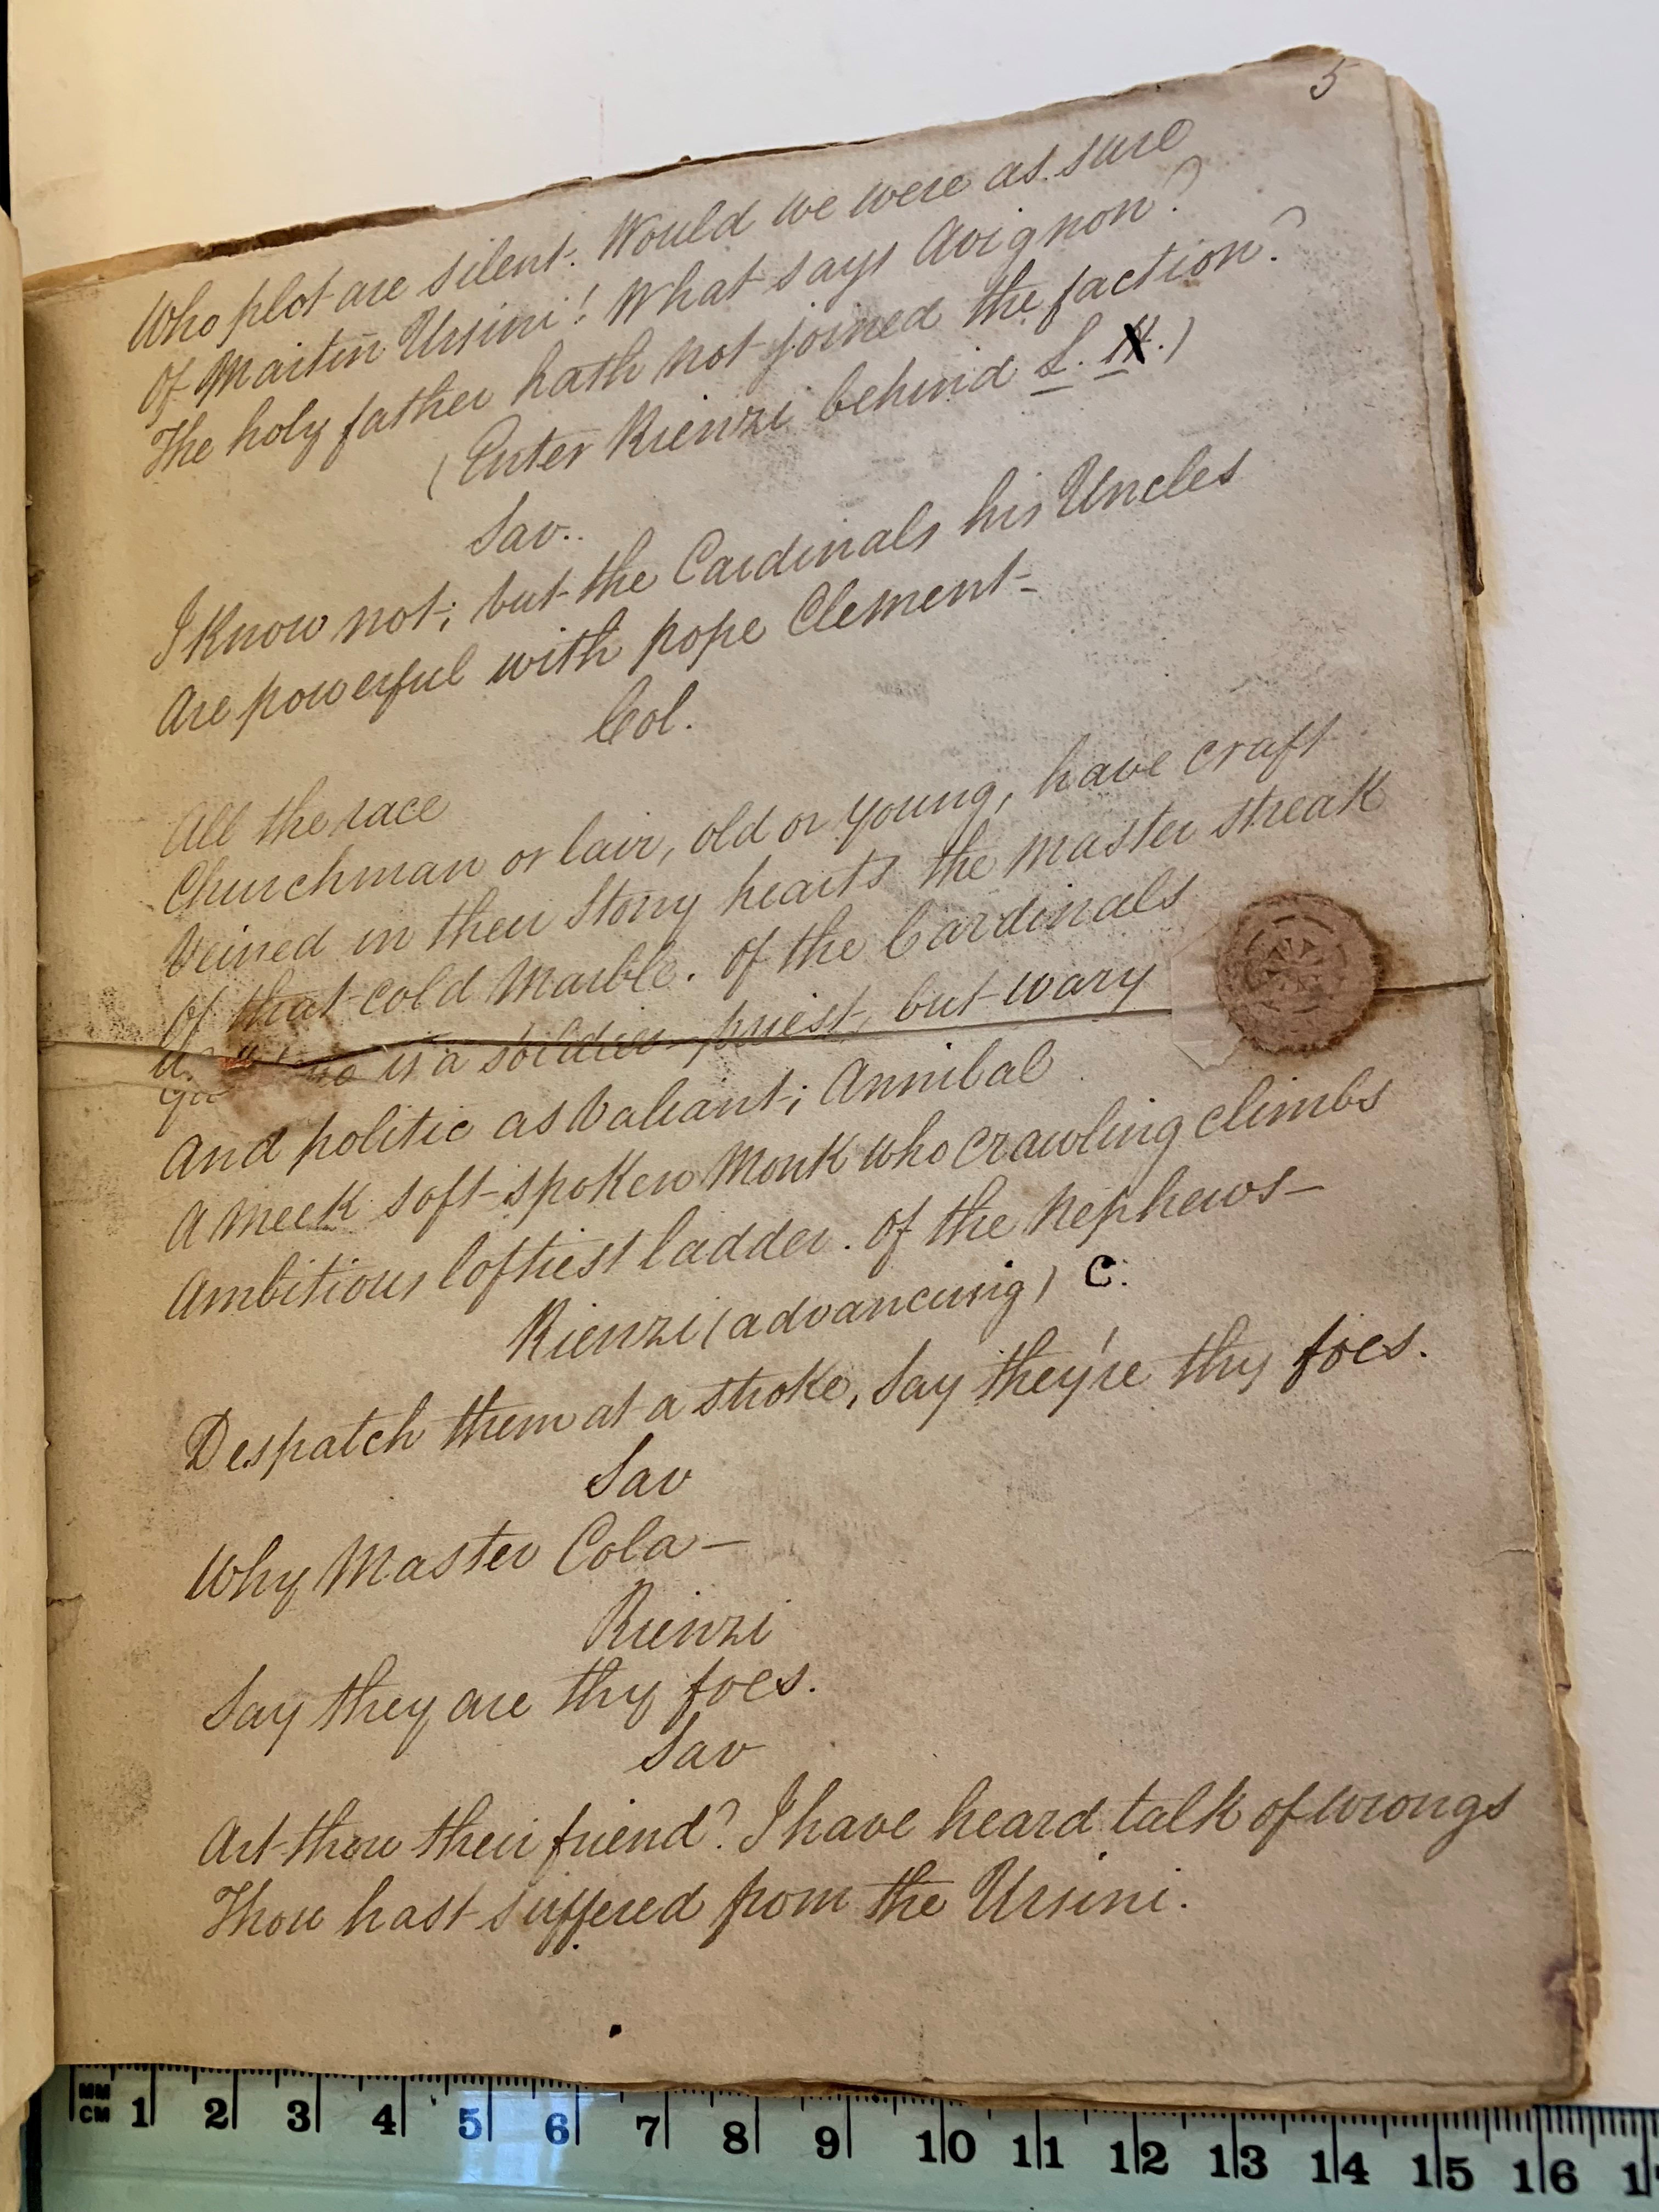 5
Who plot are silent. Would we were as sure
Of Martin Ursini! What says Avignon?
The holy father hath not joined the faction?
(Enter Rienzi behind L.
Sav..
I know not; but the Cardinals his Uncles
Are powerful with pope Clement-
Col.
All the race
Churchman or lair, old or young, have craft
Veined in their Stony hearts the master streak
Of that cold Marble. Of the Cardinals
is a soldier-priest, but wary
And politic as Valiant; Annibal
A meek soft-spoken Monk who crawling climbs
Ambitious loftiest ladder. Of the Nephews-
Rienzi (advancing) C.
Despatch them at a stroke, Say they're thy foes.
Sav
Why Master Cola-
Rienzi
Say they are thy foes.
Sav
Art thou their friend? I have heard talk of wrongs
Thou hast suffered from the Ursini.
MM
CM 1 2 3 4 5 6 7 8 9 10 11 12 13 14 15 16